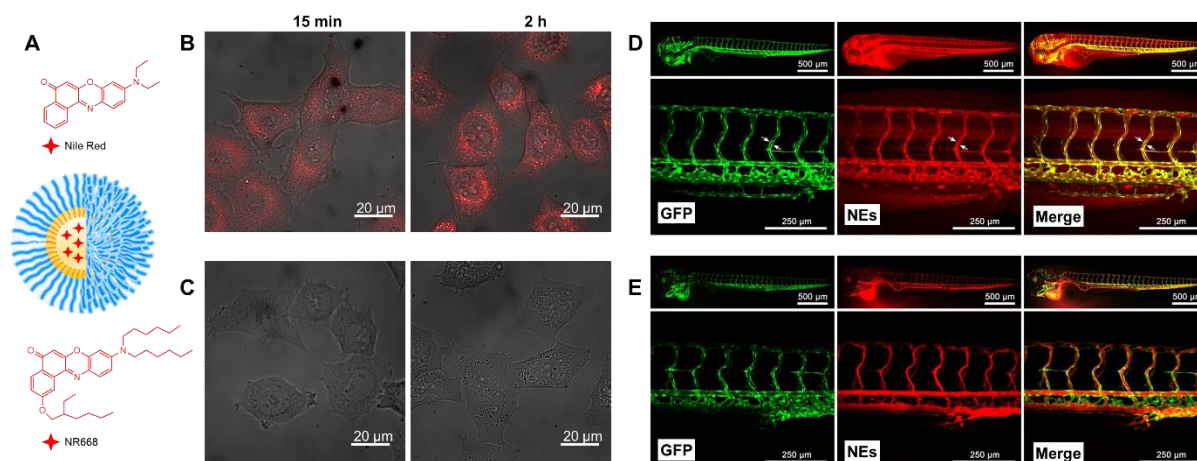 15 min
2 h
A
B
D
O
O
N
N
500 µm
500 µm
500 µm
Nile Red
20 µm
20 µm
GFP
NEs
Merge
250 µm
250 µm
250 µm
C
E
500 µm
500 µm
500 µm
O
O
N
N
O
NR668
20 µm
20 µm
GFP
NEs
Merge
250 µm
250 µm
250 µm